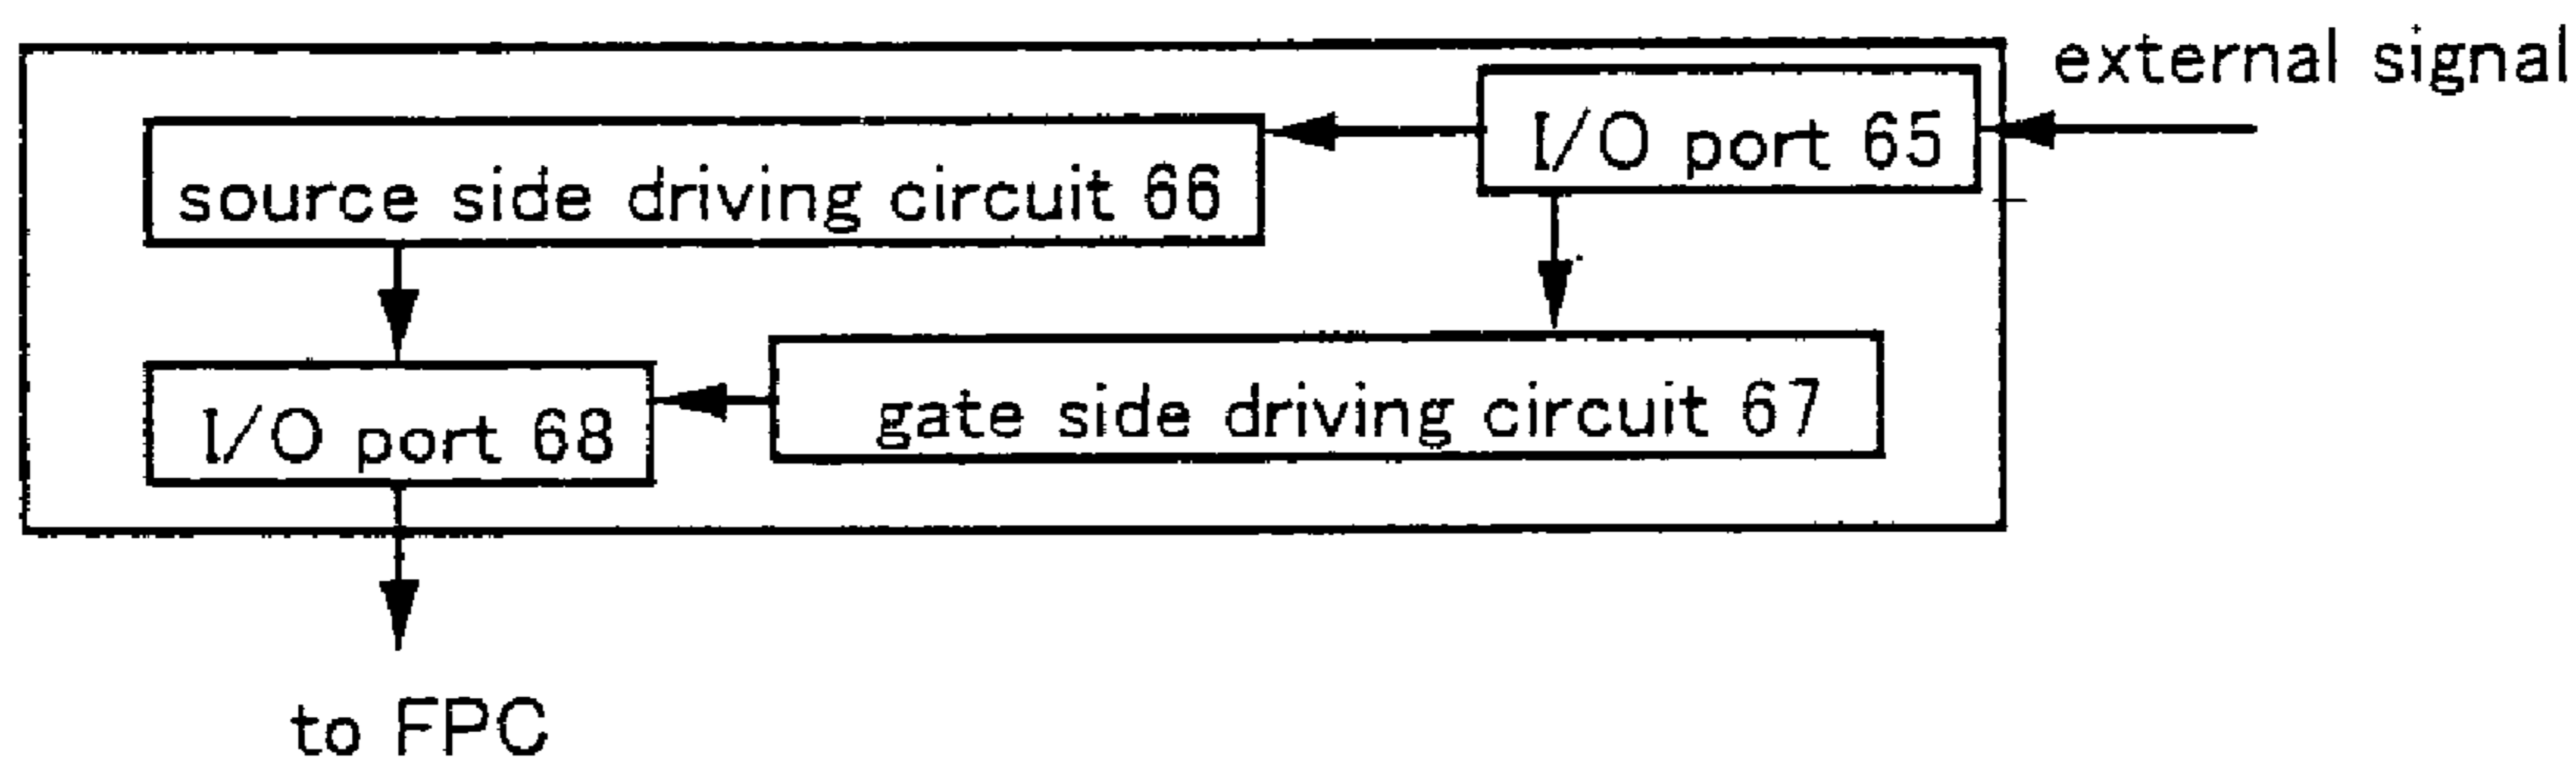 external signal
I/O port 65
source side driving circuit 66
gate side driving circuit 67
I/O port 68
to FPC